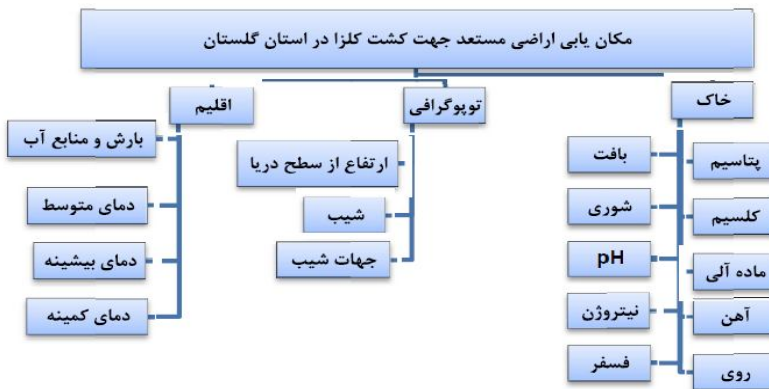 مکان یابی اراضی مستعد جهت کشت کلزا در استان گلستان
خاک
توپوگرافی
اقلیم
پتاسیم
کلسیم
ماده آلی
آهن
روی
بافت
شوری
pH
نیتروژن
فسفر
ارتفاع از سطح دریا
شیب
جهات شیب
بارش و منابع آب
دمای متوسط
دمای بیشینه
دمای کمینه